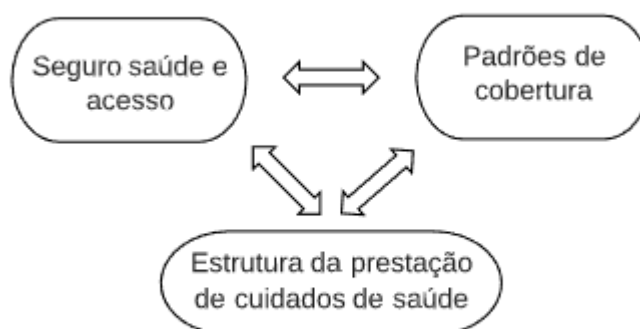 Seguro saúde e
acesso
Padrões de
cobertura
Estrutura da prestação
de cuidados de saúde